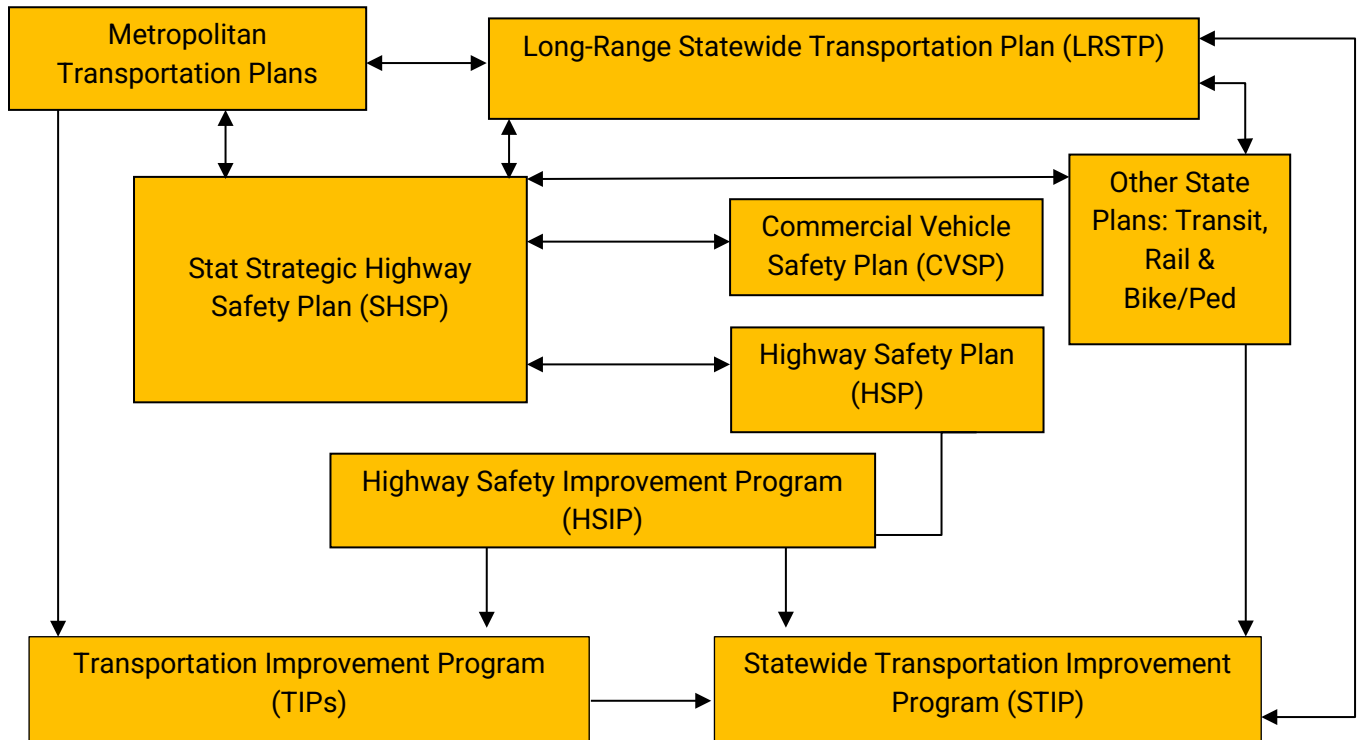 Metropolitan
Transportation Plans
Long-Range Statewide Transportation Plan (LRSTP)
Other State
Plans: Transit,
Rail &
Bike/Ped
Commercial Vehicle
Safety Plan (CVSP)
Stat Strategic Highway
Safety Plan (SHSP)
Highway Safety Plan
(HSP)
Highway Safety Improvement Program
(HSIP)
Transportation Improvement Program
(TIPs)
Statewide Transportation Improvement
Program (STIP)